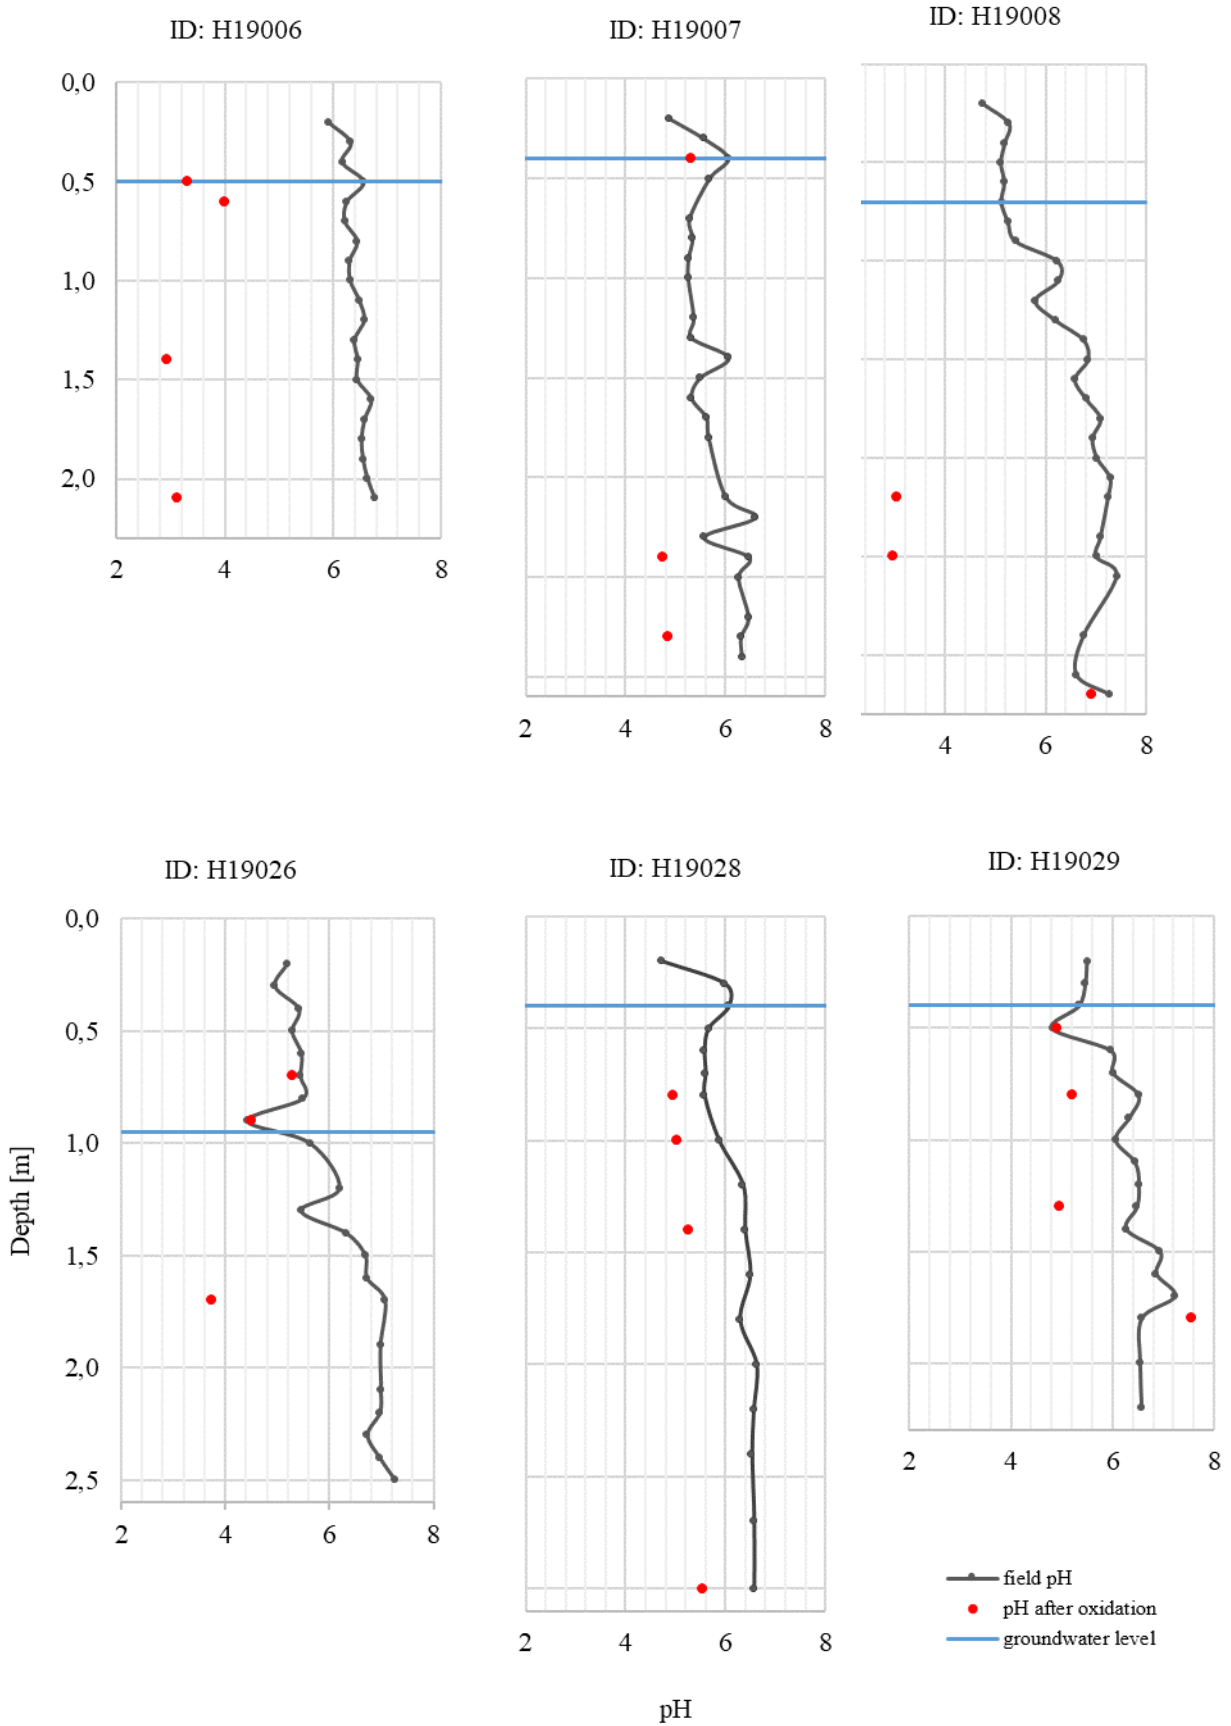 ID: H19006
ID: H19007
ID: H19008
0,0
0,5
1,0
1,5
2,0
2 4 6 8
2 4 6 8
4 6 8
ID: H19026
ID: H19028
ID: H19029
0,0
0,5
1,0
1,5
2,0
2,5
Depth [m]
2 4 6 8
2 4 6 8
2 4 6 8
field pH
pH after oxidation
groundwater level
pH